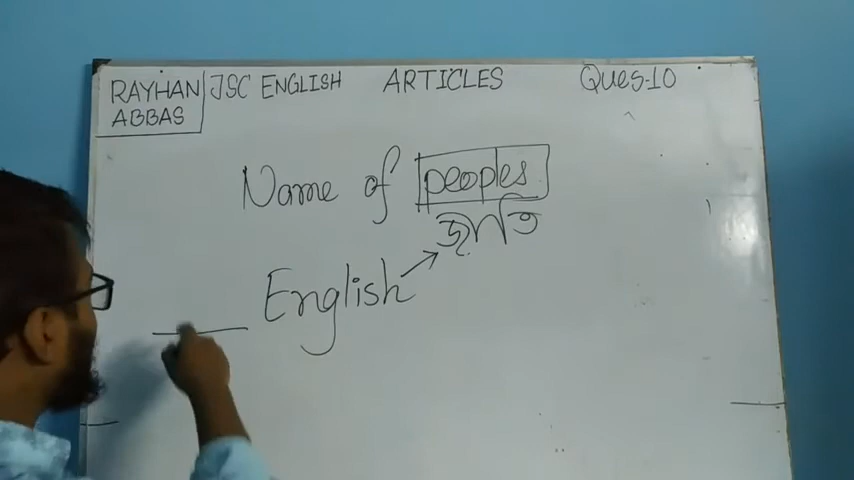 RAYHAN ABBAS JSC ENGLISH ARTICLES Ques-10
Name of peoples
জাতি
English